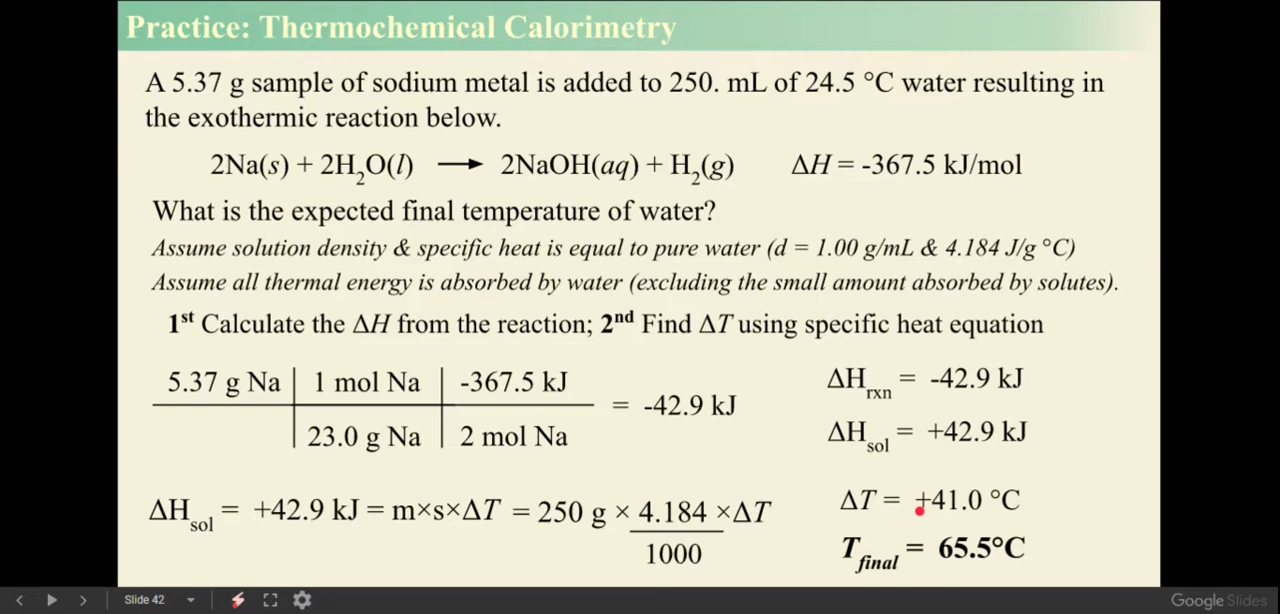 Practice: Thermochemical Calorimetry
A 5.37 g sample of sodium metal is added to 250. mL of 24.5 °C water resulting in
the exothermic reaction below.
2Na(s) + 2H₂O(l) ⟶ 2NaOH(aq) + H₂(g) ΔH = -367.5 kJ/mol
What is the expected final temperature of water?
Assume solution density & specific heat is equal to pure water (d = 1.00 g/mL & 4.184 J/g °C)
Assume all thermal energy is absorbed by water (excluding the small amount absorbed by solutes).
1st Calculate the ΔH from the reaction; 2nd Find ΔT using specific heat equation
5.37 g Na | 1 mol Na | -367.5 kJ
23.0 g Na | 2 mol Na
= -42.9 kJ
ΔHrxn = -42.9 kJ
ΔHsol = +42.9 kJ
ΔHsol = +42.9 kJ = m×s×ΔT = 250 g × 4.184 ×ΔT
1000
ΔT = +41.0 °C
Tfinal = 65.5°C
Slide 42
Google Slides